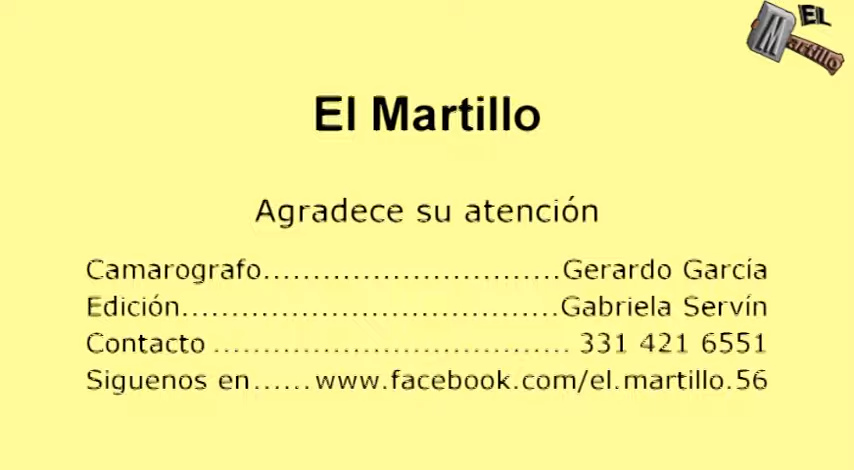 EL
Martillo
El Martillo
Agradece su atención
Camarografo..............................Gerardo García
Edición......................................Gabriela Servín
Contacto .................................... 331 421 6551
Siguenos en......www.facebook.com/el.martillo.56